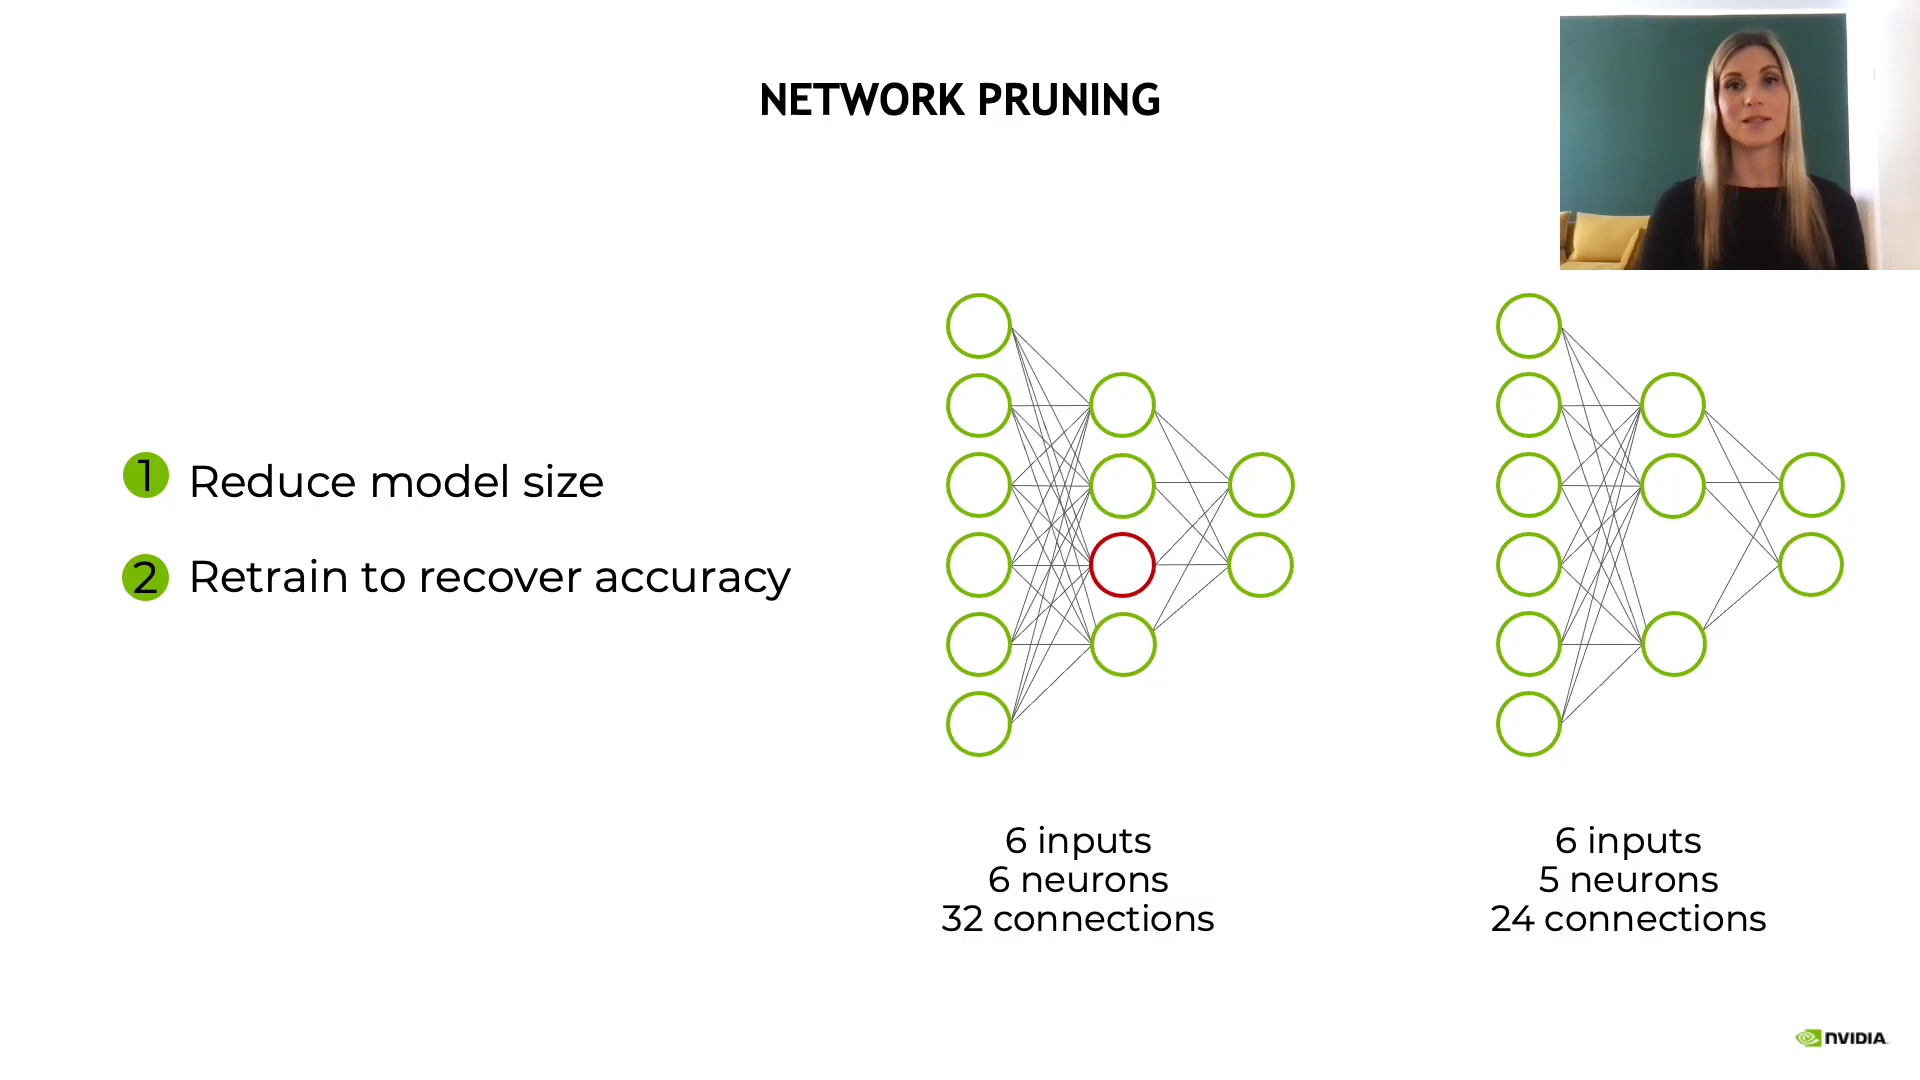 NETWORK PRUNING
1 Reduce model size
2 Retrain to recover accuracy
6 inputs
6 neurons
32 connections
6 inputs
5 neurons
24 connections
NVIDIA